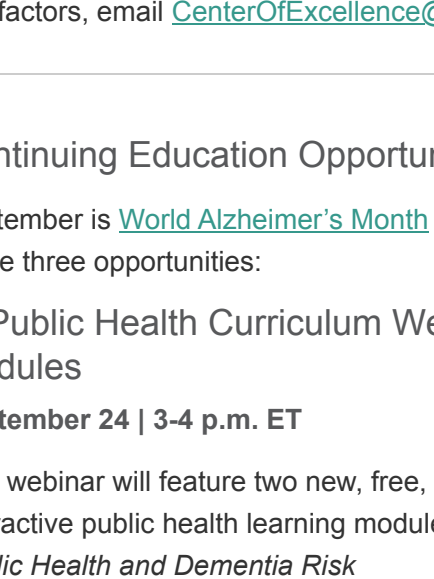 factors, email CenterOfExcellence@
ntinuing Education Opportun
tember is World Alzheimer's Month
e three opportunities:
Public Health Curriculum We
dules
tember 24 | 3-4 p.m. ET
webinar will feature two new, free,
ractive public health learning module
lic Health and Dementia Risk